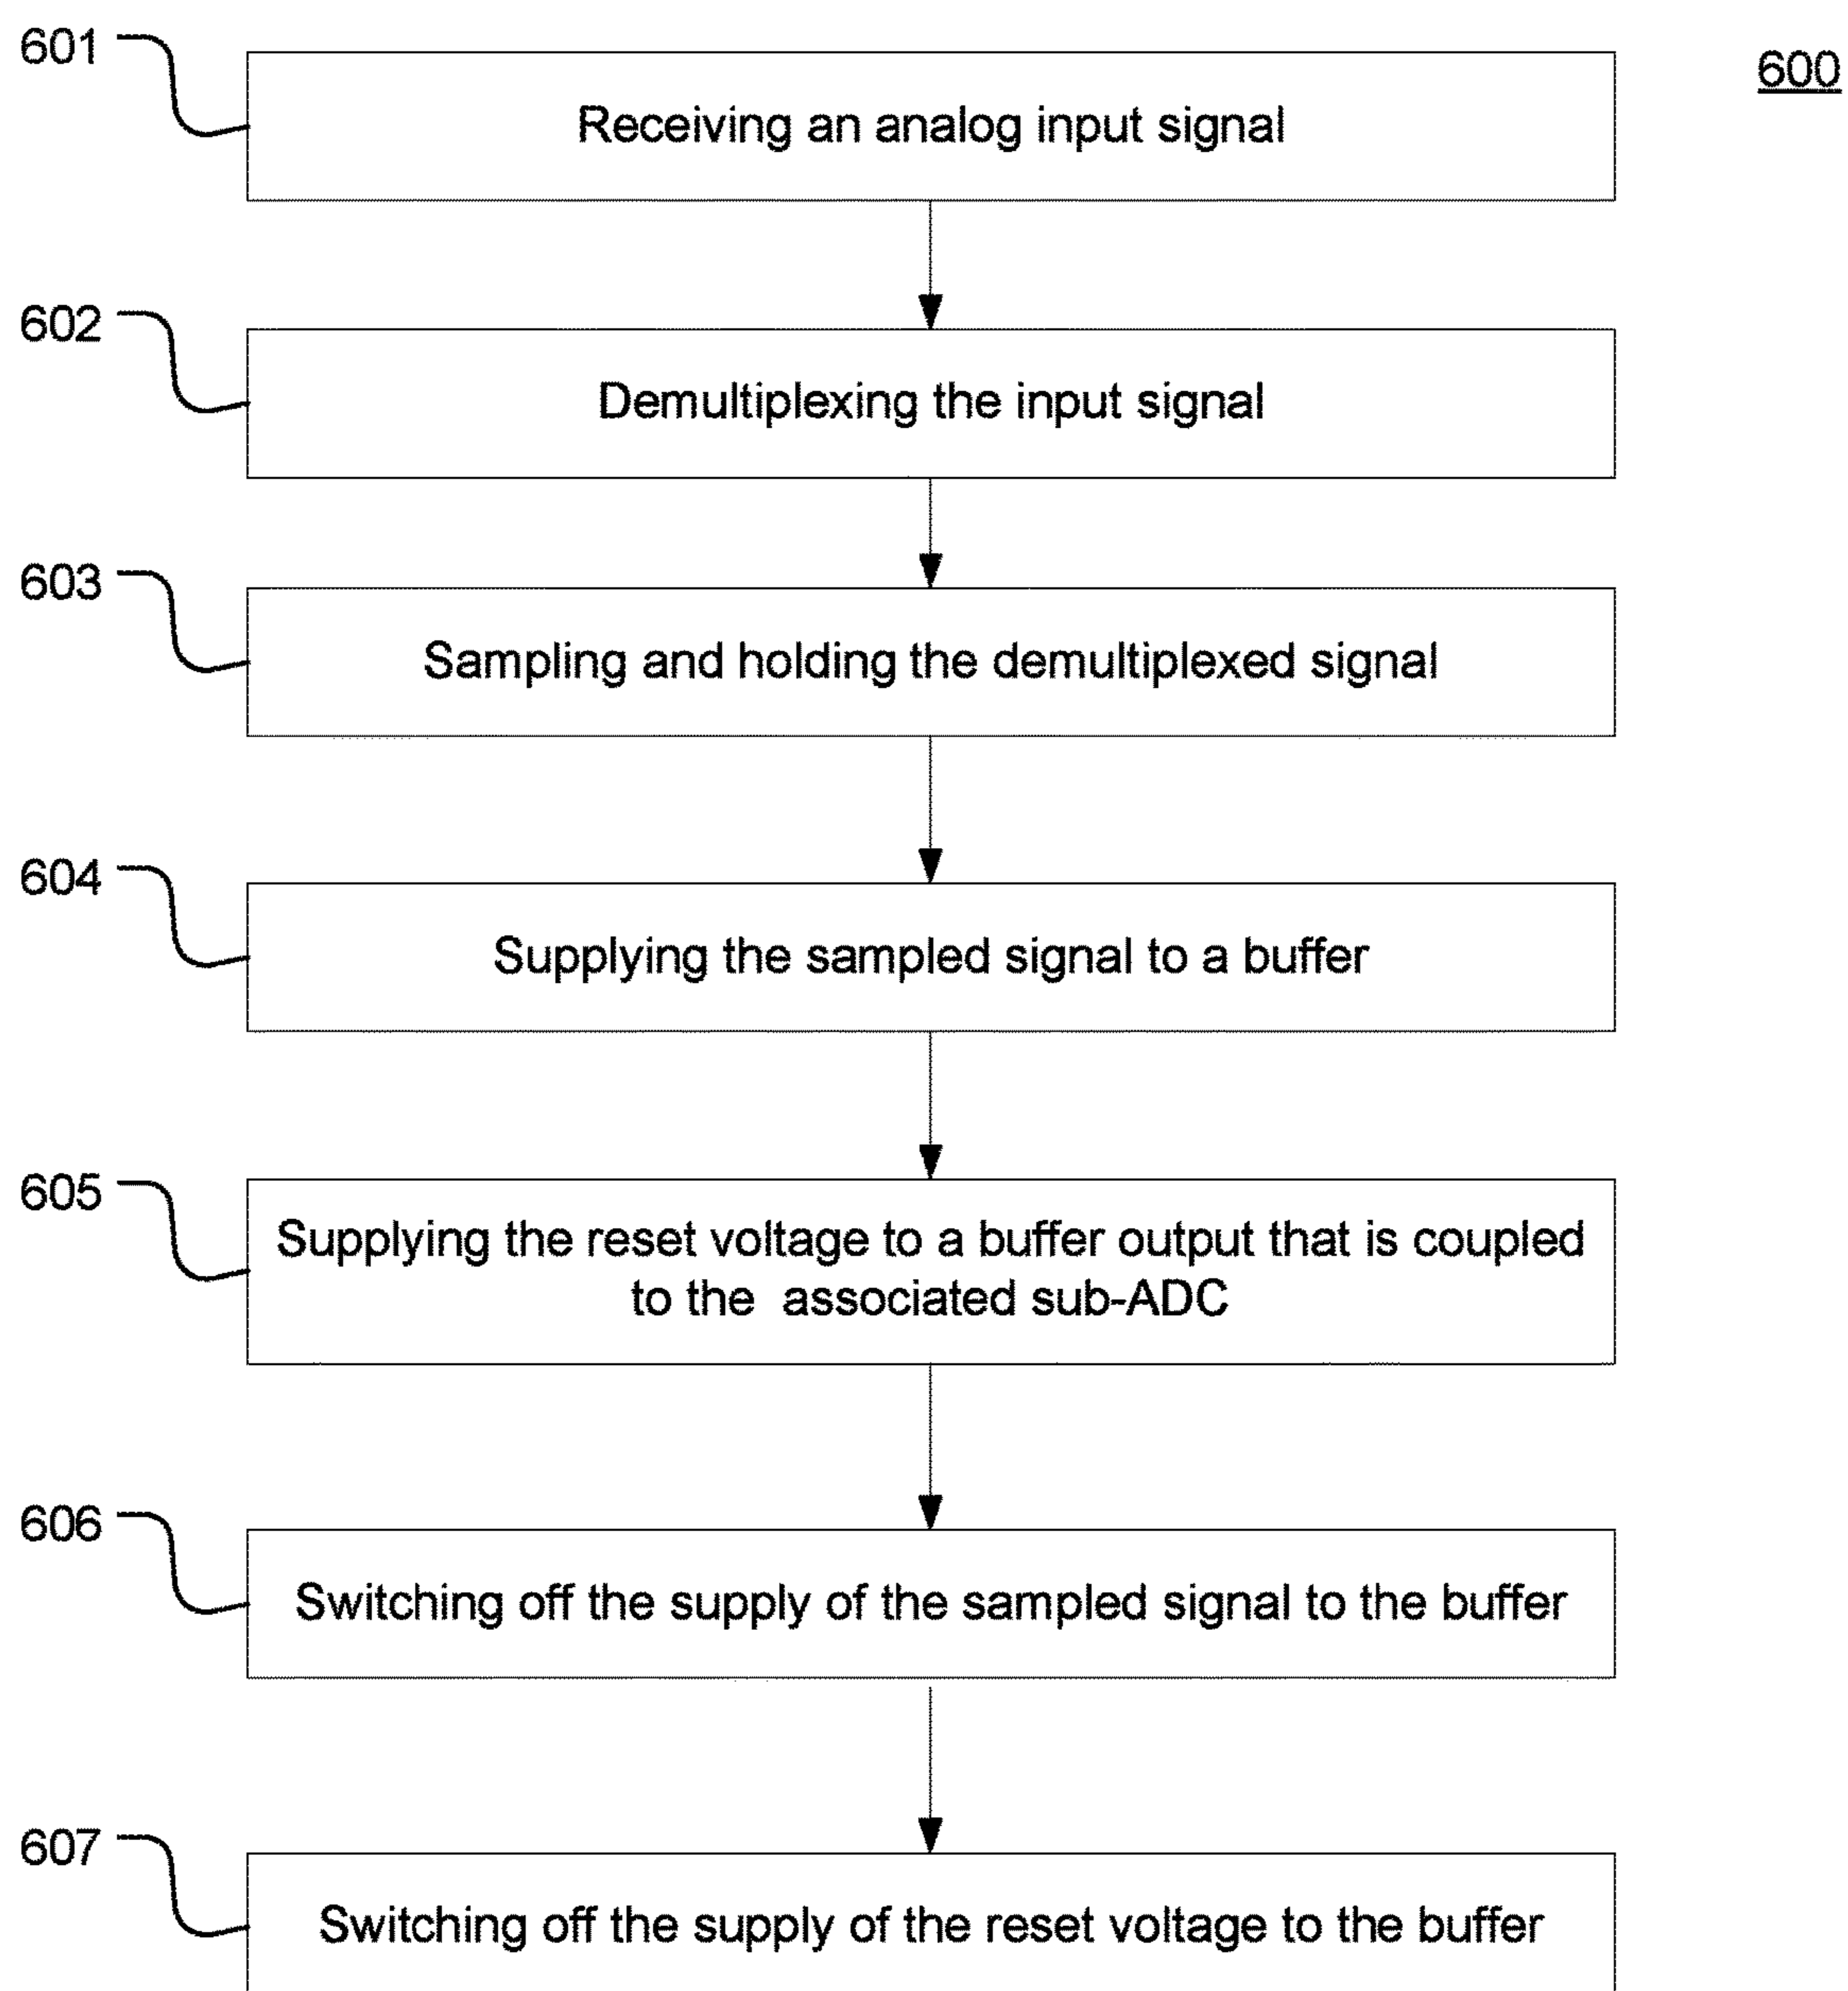 600
601
Receiving an analog input signal
602
Demultiplexing the input signal
603
Sampling and holding the demultiplexed signal
604
Supplying the sampled signal to a buffer
605
Supplying the reset voltage to a buffer output that is coupled
to the associated sub-ADC
606
Switching off the supply of the sampled signal to the buffer
607
Switching off the supply of the reset voltage to the buffer